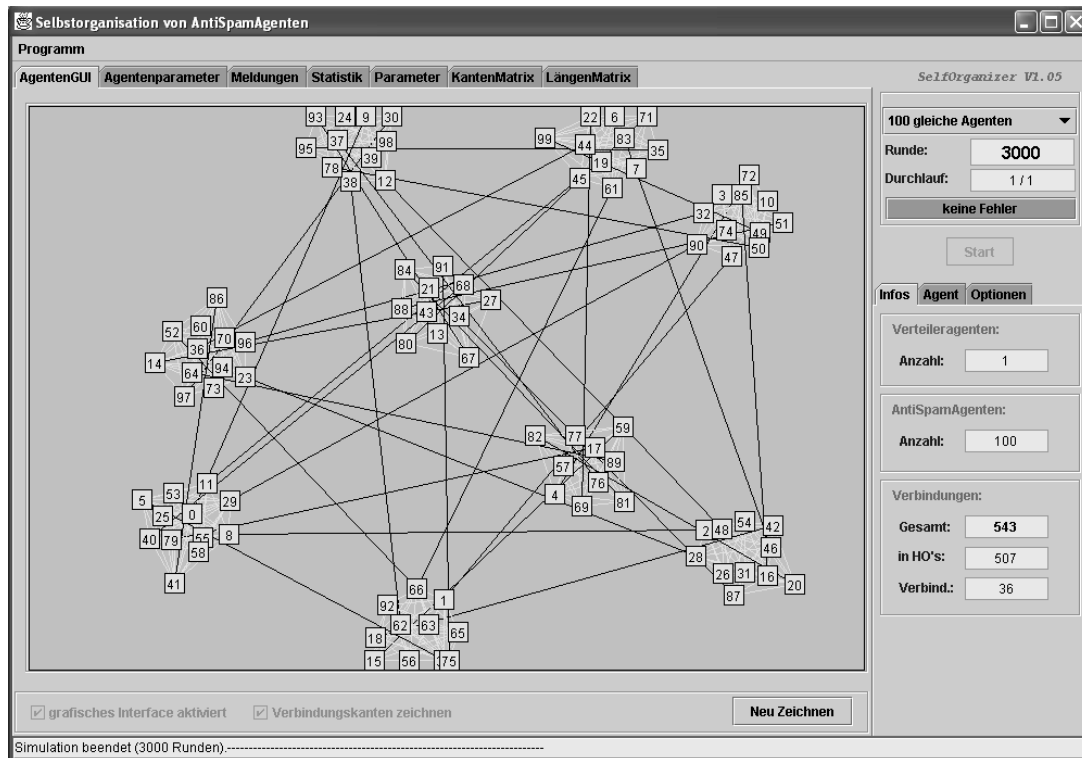 Selbstorganisation von AntiSpamAgenten
Programm
AgentenGUI Agentenparameter Meldungen Statistik Parameter KantenMatrix LängenMatrix
SelfOrganizer V1.05
93 24 9 30
37 98
95 39
78 38 12
22 6 71
99 44 83
19 35
45 7
61
72
3 85 10
32 51
74 49
90 50
47
84 91
21 68
88 43 34 27
13
80 67
86
52 60
36 70 96
14 94
64 23
97 73
82 77 59
17
57 89
4 76
69 81
11
5 53 29
25 0
40 79 55 8
58
41
2 48 54 42
28 46
26 31 16 20
87
66
92 1
62 63 65
18
15 56 75
100 gleiche Agenten
Runde: 3000
Durchlauf: 1 / 1
keine Fehler
Start
Infos Agent Optionen
Verteileragenten:
Anzahl: 1
AntiSpamAgenten:
Anzahl: 100
Verbindungen:
Gesamt: 543
in HO's: 507
Verbind.: 36
grafisches Interface aktiviert Verbindungskanten zeichnen Neu Zeichnen
Simulation beendet (3000 Runden).